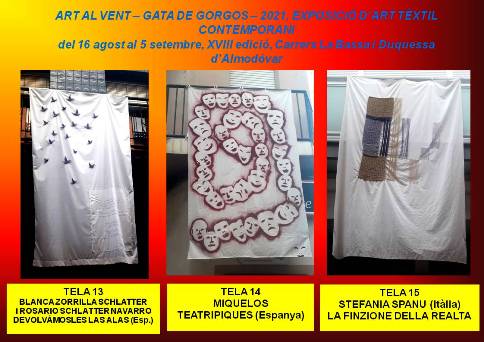 ART AL VENT – GATA DE GORGOS – 2021. EXPOSICIÓ D'ART TÈXTIL
CONTEMPORANI
del 16 agost al 5 setembre, XVIII edició, Carrers La Bassa i Duquessa
d'Almodóvar
TELA 13
BLANCA ZORRILLA SCHLATTER
I ROSARIO SCHLATTER NAVARRO
DEVOLVÁMOSLES LAS ALAS (Esp.)
TELA 14
MIQUELOS
TEATRIPIQUES (Espanya)
TELA 15
STEFANIA SPANU (Itàlia)
LA FINZIONE DELLA REALTA